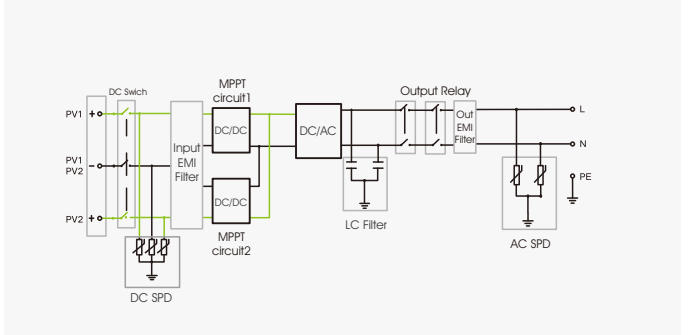 MPPT
circuit1
DC Swich
Output Relay
PV1 +
L
Out
EMI
Filter
DC/DC
DC/AC
Input
EMI
Filter
N
PV1
PV2 -
PE
DC/DC
PV2 +
LC Filter
MPPT
circuit2
AC SPD
DC SPD